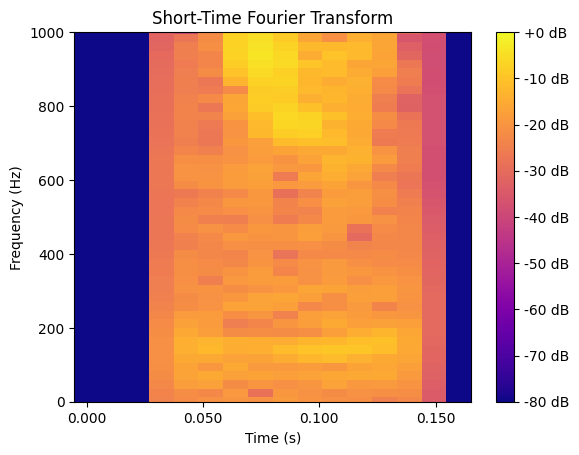 Short-Time Fourier Transform
1000
800
600
400
200
0
Frequency (Hz)
0.000
0.050
0.100
0.150
Time (s)
+0 dB
-10 dB
-20 dB
-30 dB
-40 dB
-50 dB
-60 dB
-70 dB
-80 dB